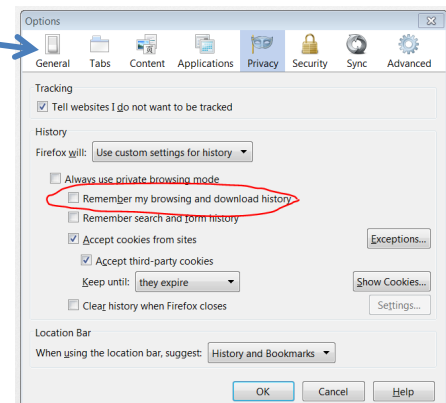 Options
General Tabs Content Applications Privacy Security Sync Advanced
Tracking
Tell websites I do not want to be tracked
History
Firefox will: Use custom settings for history
Always use private browsing mode
Remember my browsing and download history
Remember search and form history
Accept cookies from sites Exceptions...
Accept third-party cookies
Keep until: they expire Show Cookies...
Clear history when Firefox closes Settings...
Location Bar
When using the location bar, suggest: History and Bookmarks
OK Cancel Help